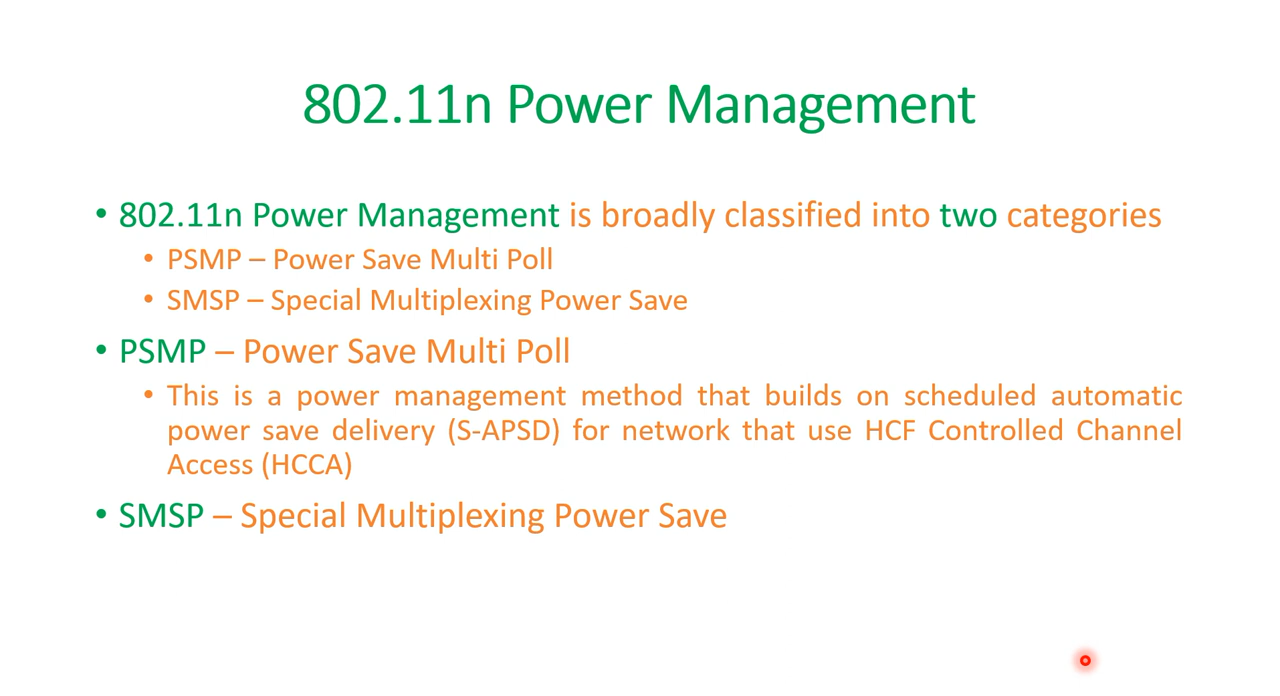 802.11n Power Management
• 802.11n Power Management is broadly classified into two categories
• PSMP – Power Save Multi Poll
• SMSP – Special Multiplexing Power Save
• PSMP – Power Save Multi Poll
• This is a power management method that builds on scheduled automatic
power save delivery (S-APSD) for network that use HCF Controlled Channel
Access (HCCA)
• SMSP – Special Multiplexing Power Save